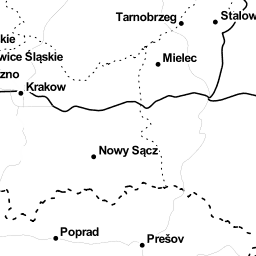 Tarnobrzeg
Stalow
kie
Mielec
wice Śląskie
zno
Krakow
Nowy Sącz
Poprad
Prešov